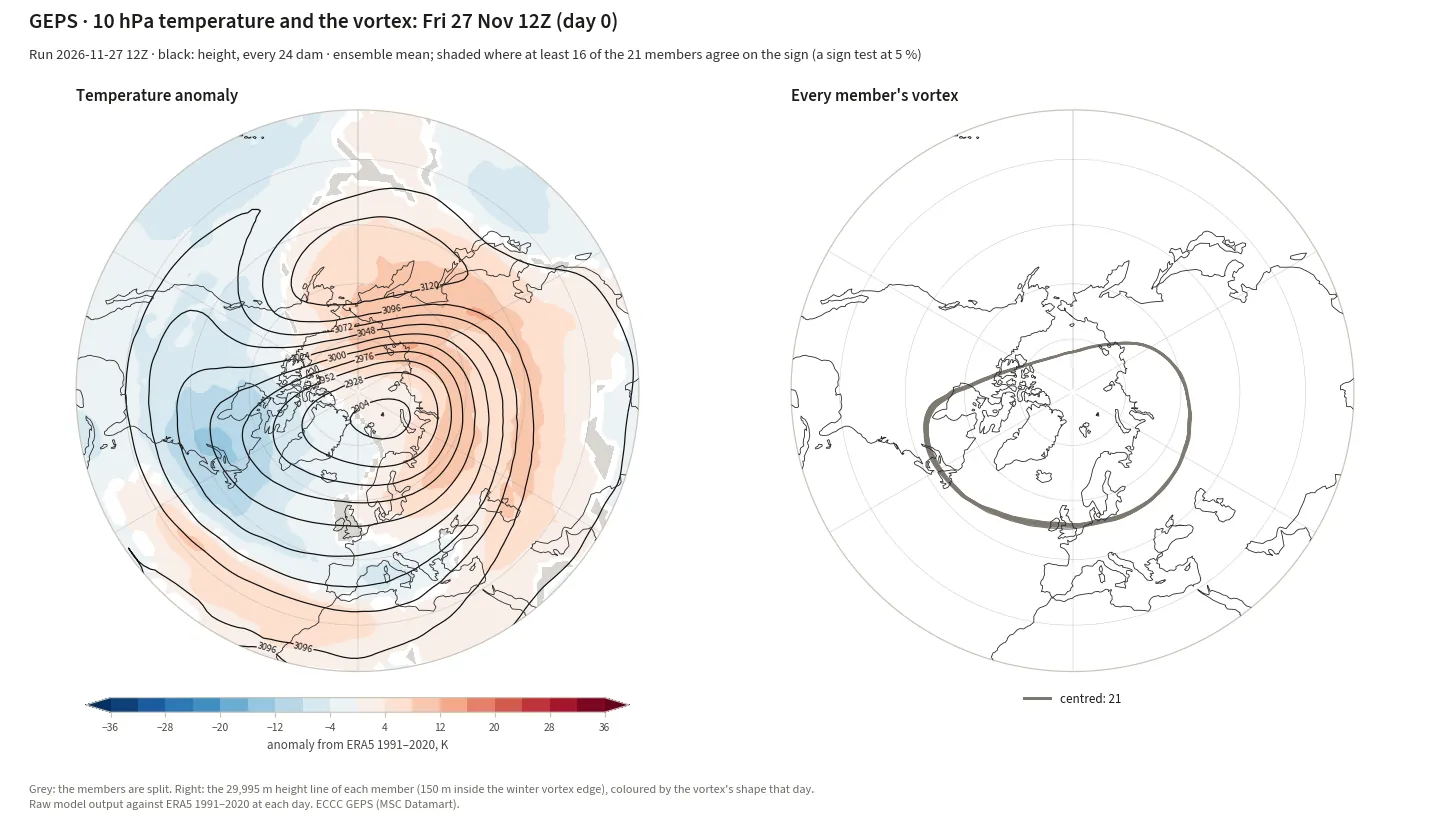 GEPS · 10 hPa temperature and the vortex: Fri 27 Nov 12Z (day 0)
Run 2026-11-27 12Z · black: height, every 24 dam · ensemble mean; shaded where at least 16 of the 21 members agree on the sign (a sign test at 5 %)
Temperature anomaly
Every member's vortex
3120
3096
3072
3048
3000
2976
2952
2928
2904
3096
3096
centred: 21
−36
−28
−20
−12
−4
4
12
20
28
36
anomaly from ERA5 1991–2020, K
Grey: the members are split. Right: the 29,995 m height line of each member (150 m inside the winter vortex edge), coloured by the vortex's shape that day.
Raw model output against ERA5 1991–2020 at each day. ECCC GEPS (MSC Datamart).